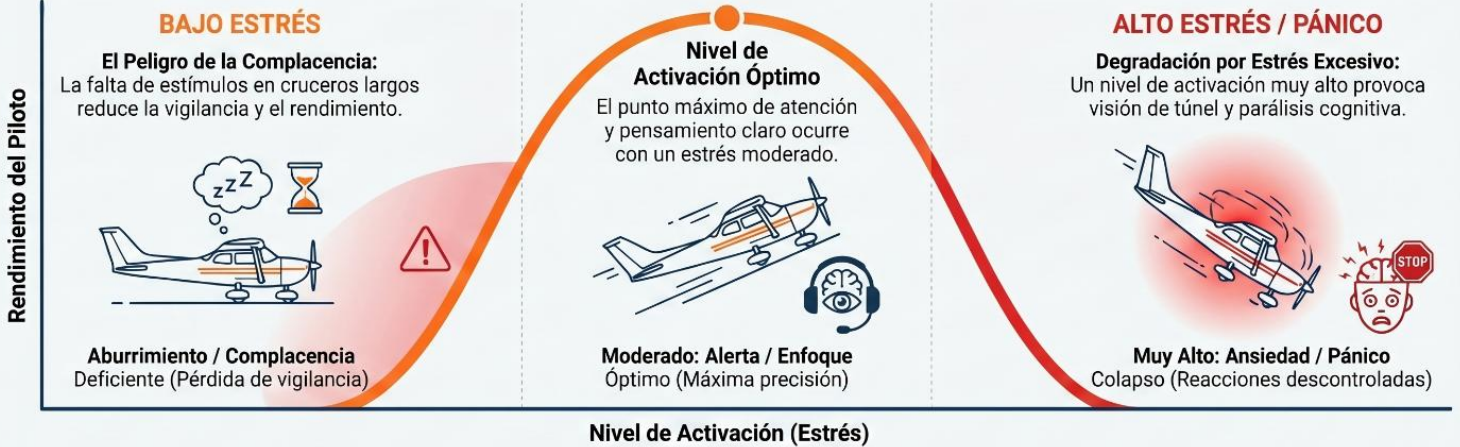 BAJO ESTRÉS
El Peligro de la Complacencia:
La falta de estímulos en cruceros largos
reduce la vigilancia y el rendimiento.
zzZ
Aburrimiento / Complacencia
Deficiente (Pérdida de vigilancia)
Nivel de
Activación Óptimo
El punto máximo de atención
y pensamiento claro ocurre
con un estrés moderado.
Moderado: Alerta / Enfoque
Óptimo (Máxima precisión)
ALTO ESTRÉS / PÁNICO
Degradación por Estrés Excesivo:
Un nivel de activación muy alto provoca
visión de túnel y parálisis cognitiva.
STOP
Muy Alto: Ansiedad / Pánico
Colapso (Reacciones descontroladas)
Rendimiento del Piloto
Nivel de Activación (Estrés)